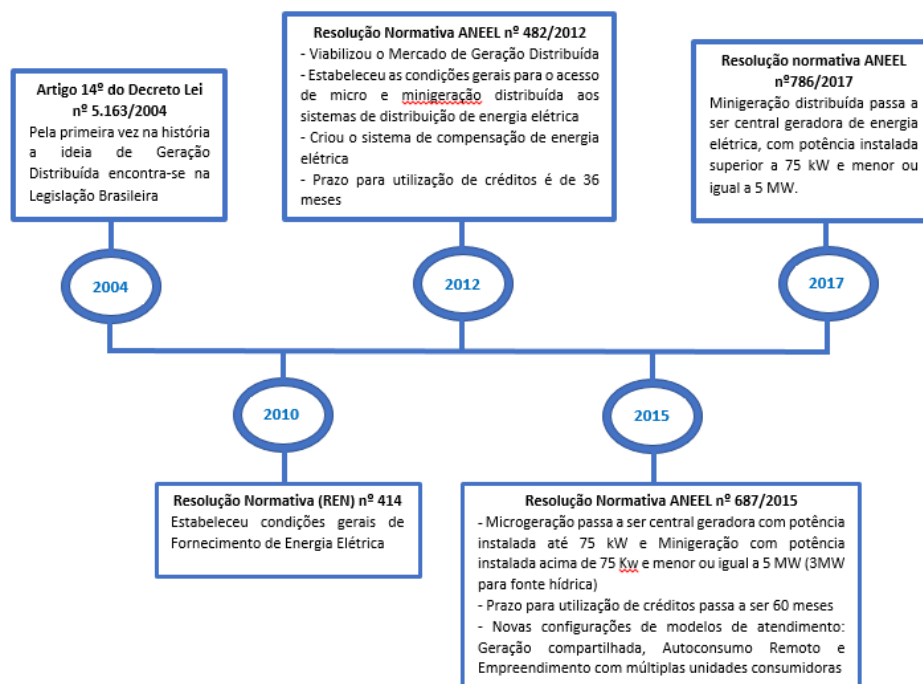 Artigo 14º do Decreto Lei
nº 5.163/2004
Pela primeira vez na história
a ideia de Geração
Distribuída encontra-se na
Legislação Brasileira
Resolução Normativa ANEEL nº 482/2012
- Viabilizou o Mercado de Geração Distribuída
- Estabeleceu as condições gerais para o acesso
de micro e minigeração distribuída aos
sistemas de distribuição de energia elétrica
- Criou o sistema de compensação de energia
elétrica
- Prazo para utilização de créditos é de 36
meses
Resolução normativa ANEEL
nº786/2017
Minigeração distribuída passa a
ser central geradora de energia
elétrica, com potência instalada
superior a 75 kW e menor ou
igual a 5 MW.
2004
2012
2017
2010
2015
Resolução Normativa (REN) nº 414
Estabeleceu condições gerais de
Fornecimento de Energia Elétrica
Resolução Normativa ANEEL nº 687/2015
- Microgeração passa a ser central geradora com potência
instalada até 75 kW e Minigeração com potência
instalada acima de 75 Kw e menor ou igual a 5 MW (3MW
para fonte hídrica)
- Prazo para utilização de créditos passa a ser 60 meses
- Novas configurações de modelos de atendimento:
Geração compartilhada, Autoconsumo Remoto e
Empreendimento com múltiplas unidades consumidoras